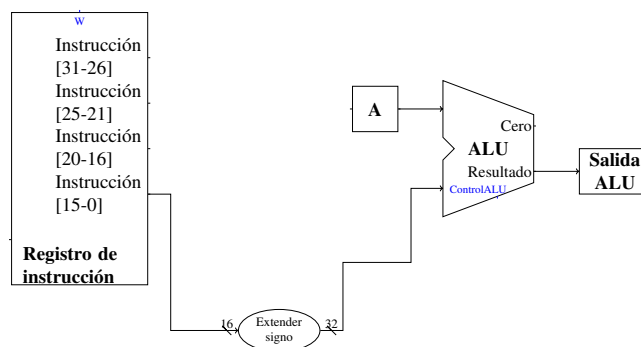 W
Instrucción
[31-26]
Instrucción
[25-21]
Instrucción
[20-16]
Instrucción
[15-0]
Registro de
instrucción
A
Cero
ALU
Resultado
ControlALU
Salida
ALU
16
Extender
signo
32